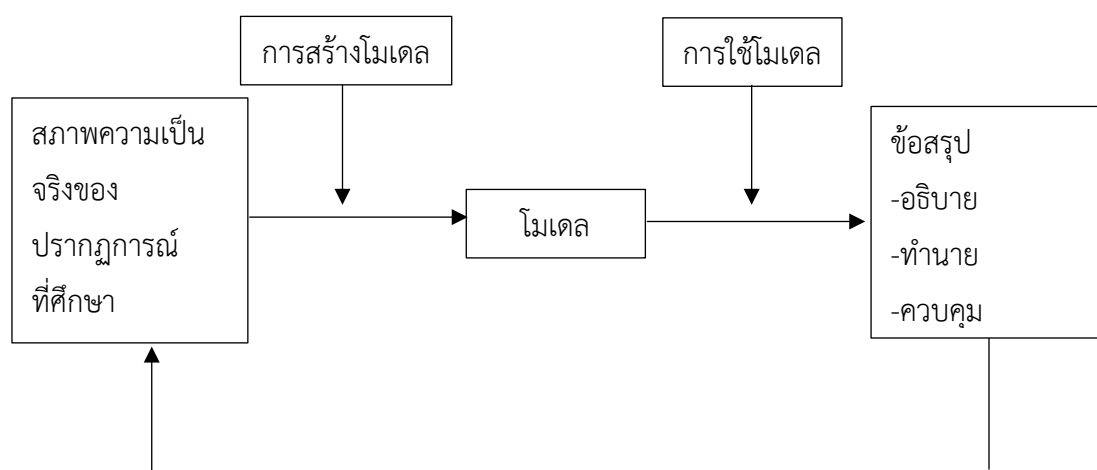 การสร้างโมเดล
การใช้โมเดล
สภาพความเป็น
จริงของ
ปรากฏการณ์
ที่ศึกษา
โมเดล
ข้อสรุป
-อธิบาย
-ทำนาย
-ควบคุม